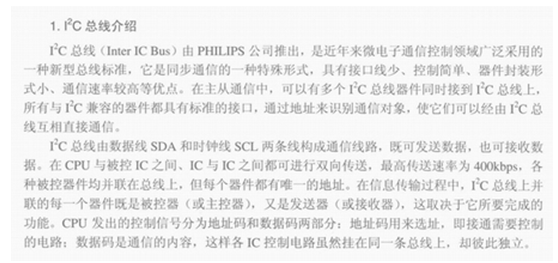 1. I²C 总线介绍
I²C 总线（Inter IC Bus）由 PHILIPS 公司推出，是近年来微电子通信控制领域广泛采用的
一种新型总线标准，它是同步通信的一种特殊形式，具有接口线少、控制简单、器件封装形
式小、通信速率较高等优点。在主从通信中，可以有多个 I²C 总线器件同时接到 I²C 总线上，
所有与 I²C 兼容的器件都具有标准的接口，通过地址来识别通信对象，使它们可以经由 I²C 总
线互相直接通信。
I²C 总线由数据线 SDA 和时钟线 SCL 两条线构成通信线路，既可发送数据，也可接收数
据。在 CPU 与被控 IC 之间、IC 与 IC 之间都可进行双向传送，最高传送速率为 400kbps，各
种被控器件均并联在总线上，但每个器件都有唯一的地址。在信息传输过程中，I²C 总线上并
联的每一个器件既是被控器（或主控器），又是发送器（或接收器），这取决于它所要完成的
功能。CPU 发出的控制信号分为地址码和数据码两部分：地址码用来选址，即接通需要控制
的电路；数据码是通信的内容，这样各 IC 控制电路虽然挂在同一条总线上，却彼此独立。